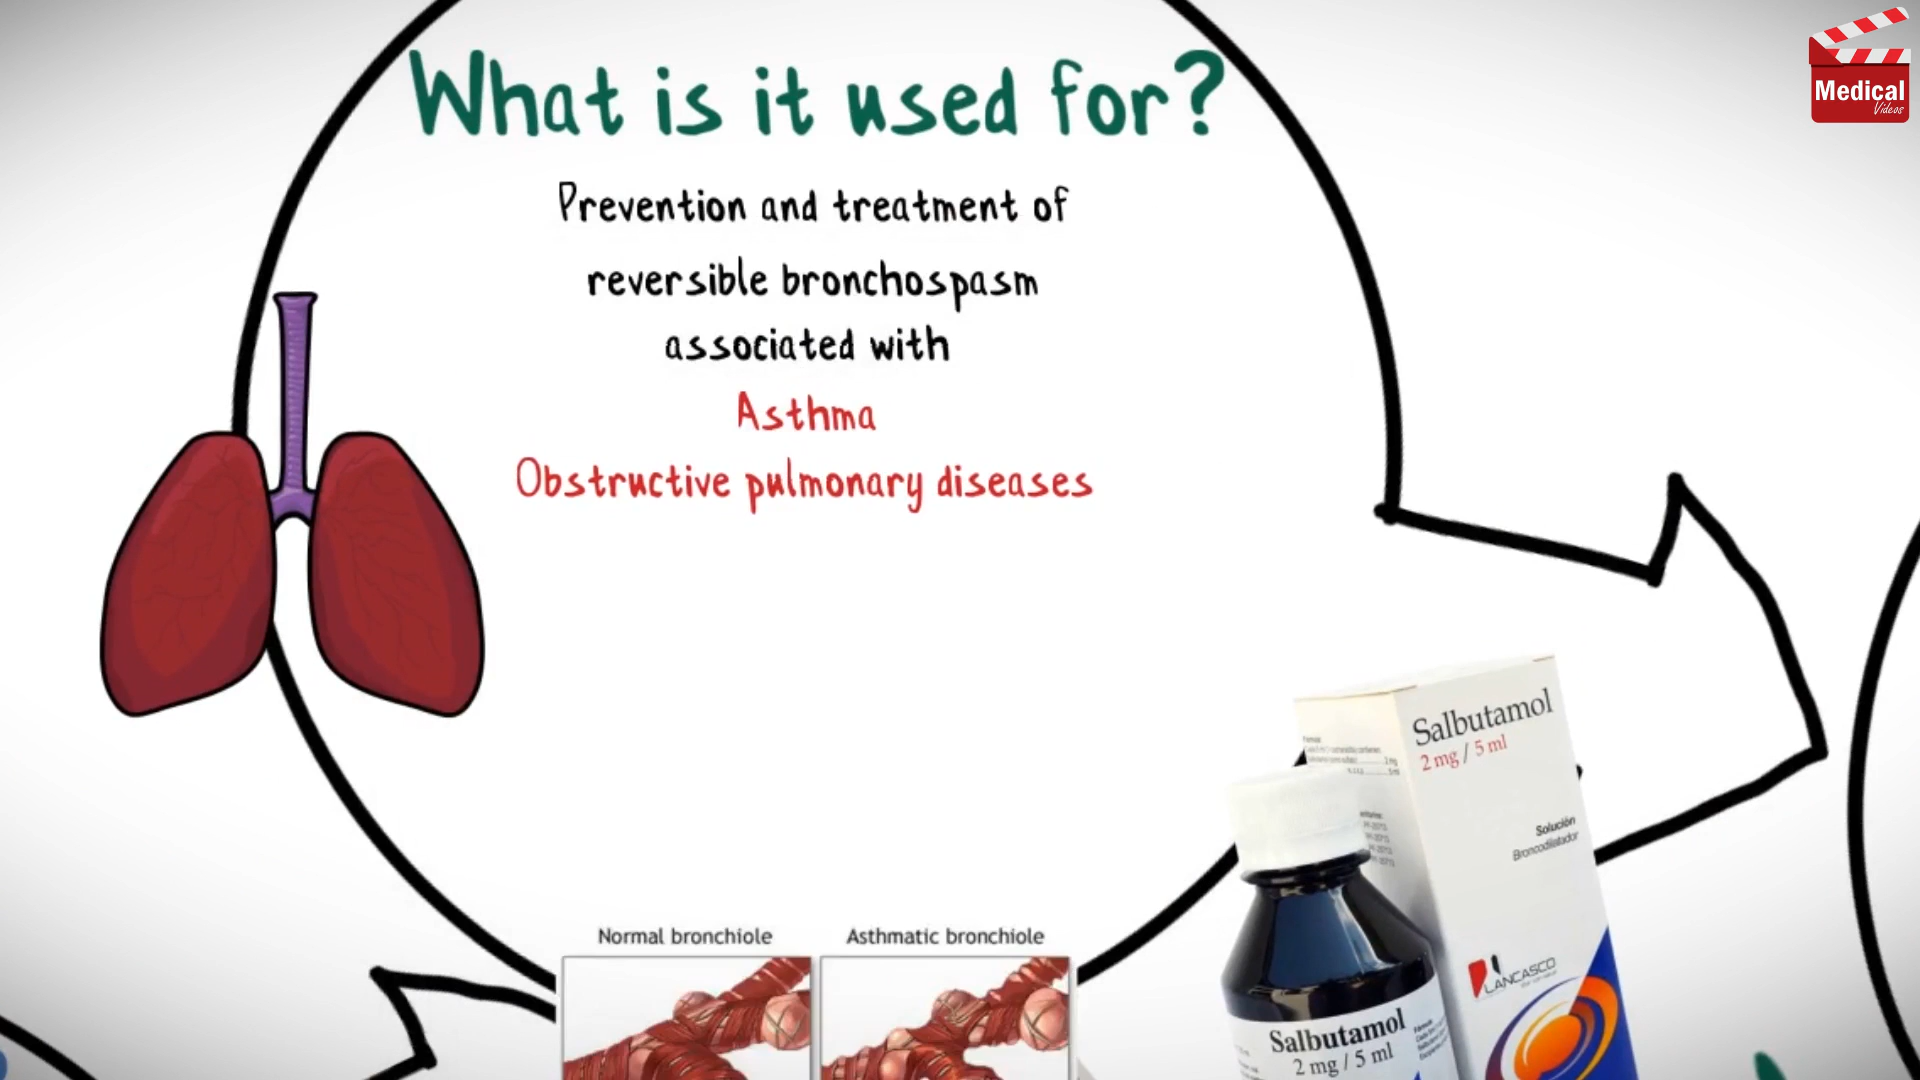 What is it used for?
Medical
Videos
Prevention and treatment of
reversible bronchospasm
associated with
Asthma
Obstructive pulmonary diseases
Salbutamol
2 mg / 5 ml
Solución
Broncodilatador
LANCASCO
Normal bronchiole
Asthmatic bronchiole
Salbutamol
2 mg / 5 ml